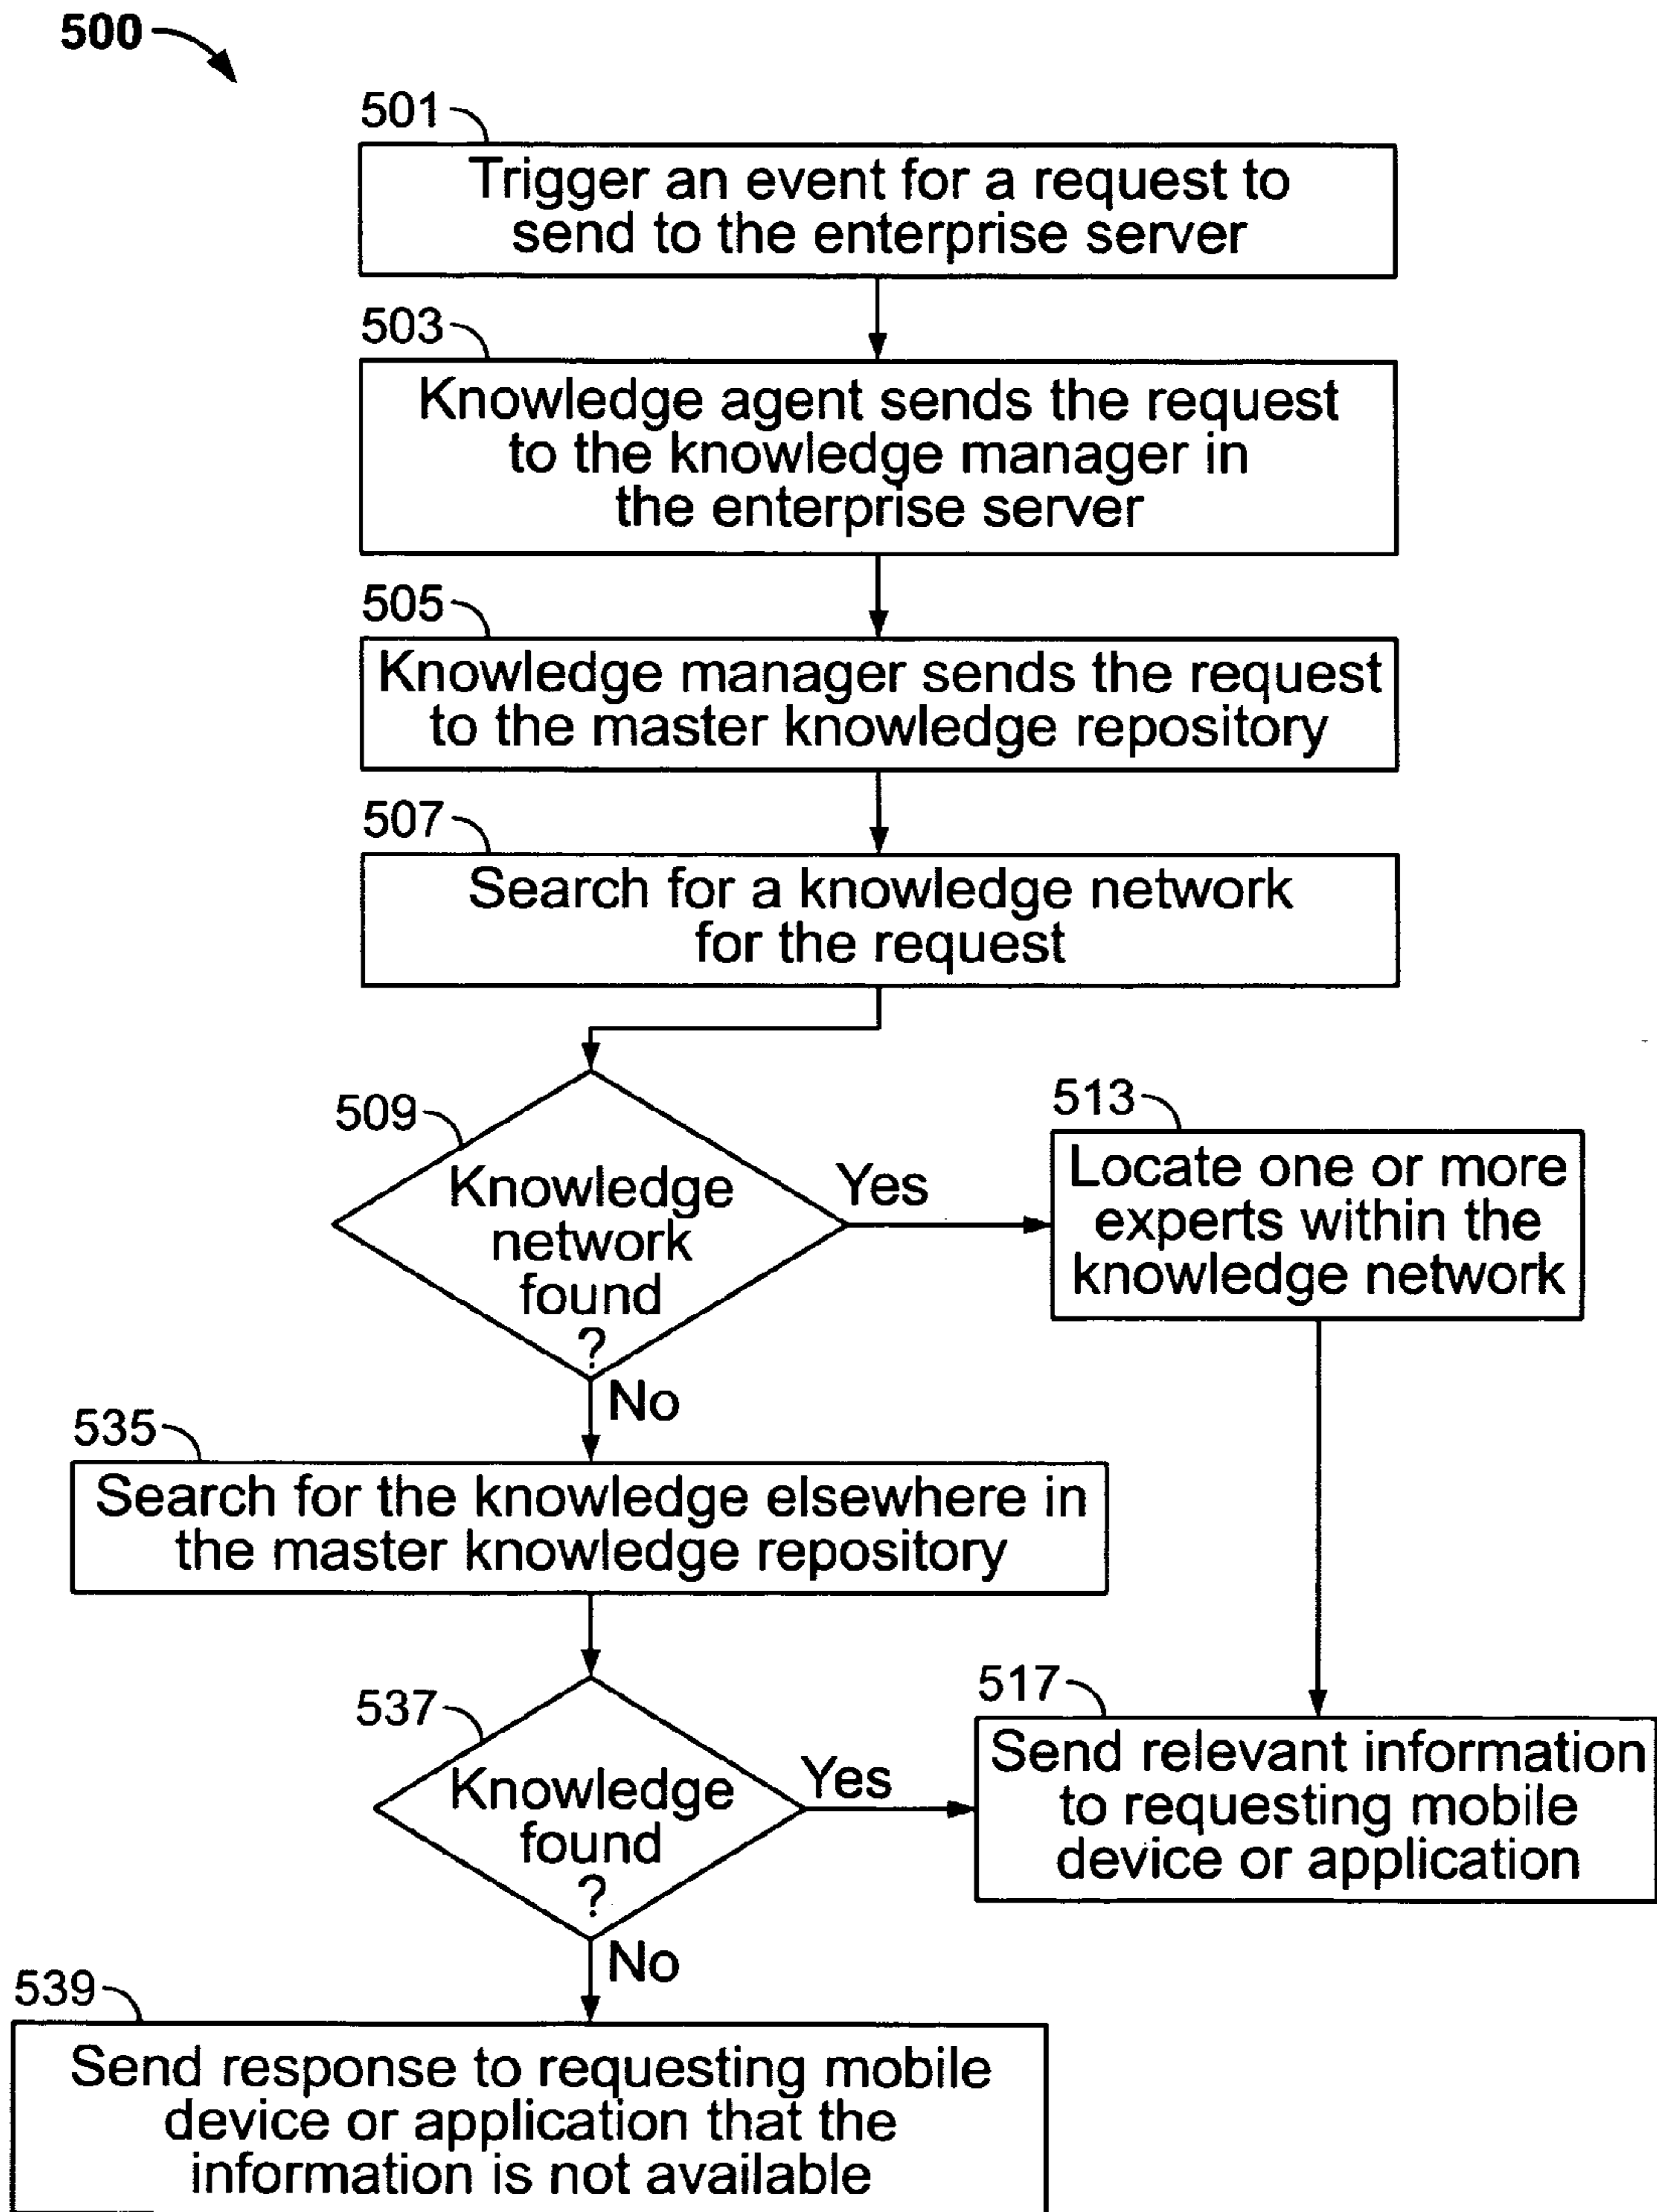 500
501
Trigger an event for a request to
send to the enterprise server
503
Knowledge agent sends the request
to the knowledge manager in
the enterprise server
505
Knowledge manager sends the request
to the master knowledge repository
507
Search for a knowledge network
for the request
509
Knowledge
network
found
?
Yes
513
Locate one or more
experts within the
knowledge network
No
535
Search for the knowledge elsewhere in
the master knowledge repository
537
Knowledge
found
?
Yes
517
Send relevant information
to requesting mobile
device or application
No
539
Send response to requesting mobile
device or application that the
information is not available